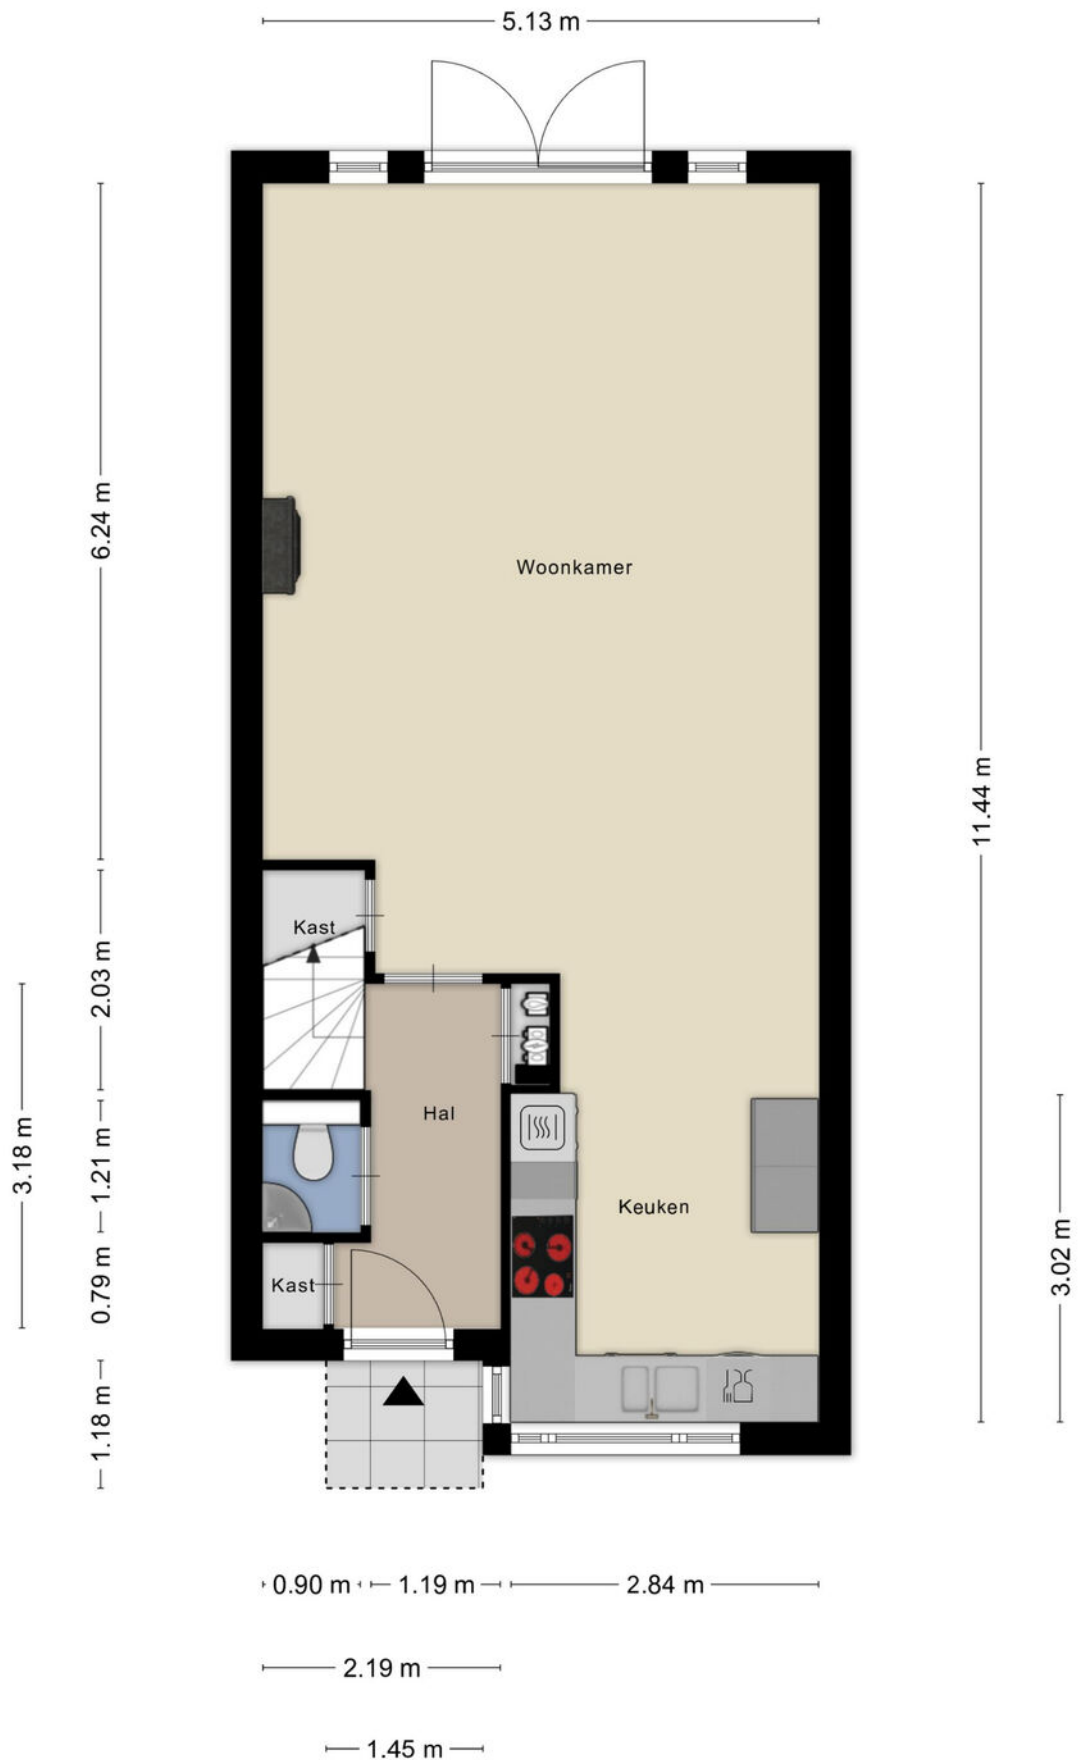 5.13 m
6.24 m
Woonkamer
11.44 m
Kast
2.03 m
Hal
3.18 m
1.21 m
Keuken
3.02 m
0.79 m
Kast
1.18 m
0.90 m
1.19 m
2.84 m
2.19 m
1.45 m